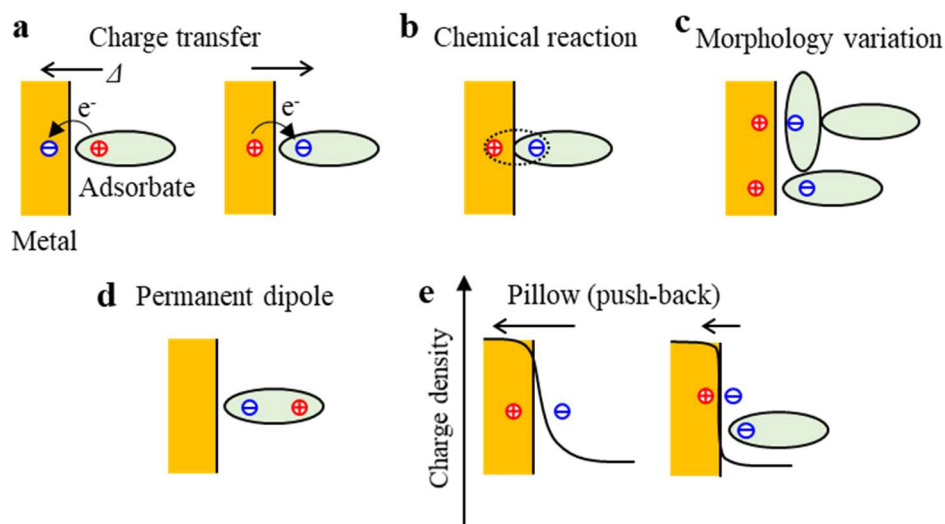 a Charge transfer
Δ
e-
e-
Adsorbate
Metal
b Chemical reaction
c Morphology variation
d Permanent dipole
e Pillow (push-back)
Charge density